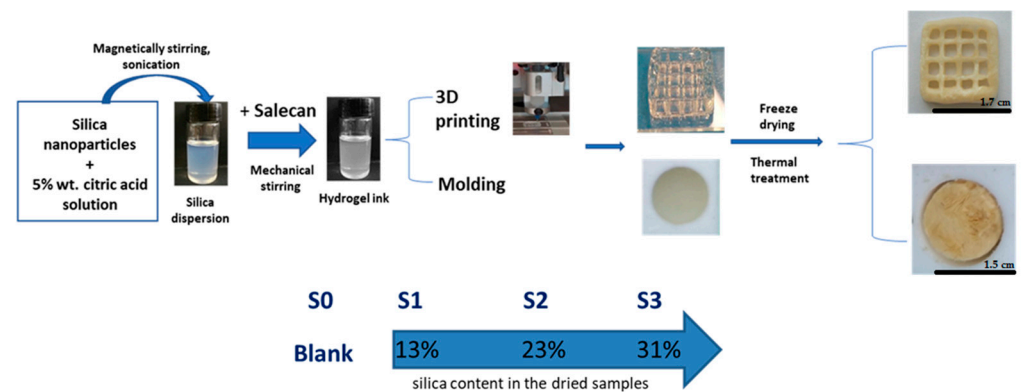 Magnetically stirring,
sonication
Silica
nanoparticles
+
5% wt. citric acid
solution
Silica
dispersion
+ Salecan
Mechanical
stirring
Hydrogel ink
3D
printing
Molding
Freeze
drying
Thermal
treatment
1.7 cm
1.5 cm
S0 S1 S2 S3
Blank 13% 23% 31%
silica content in the dried samples